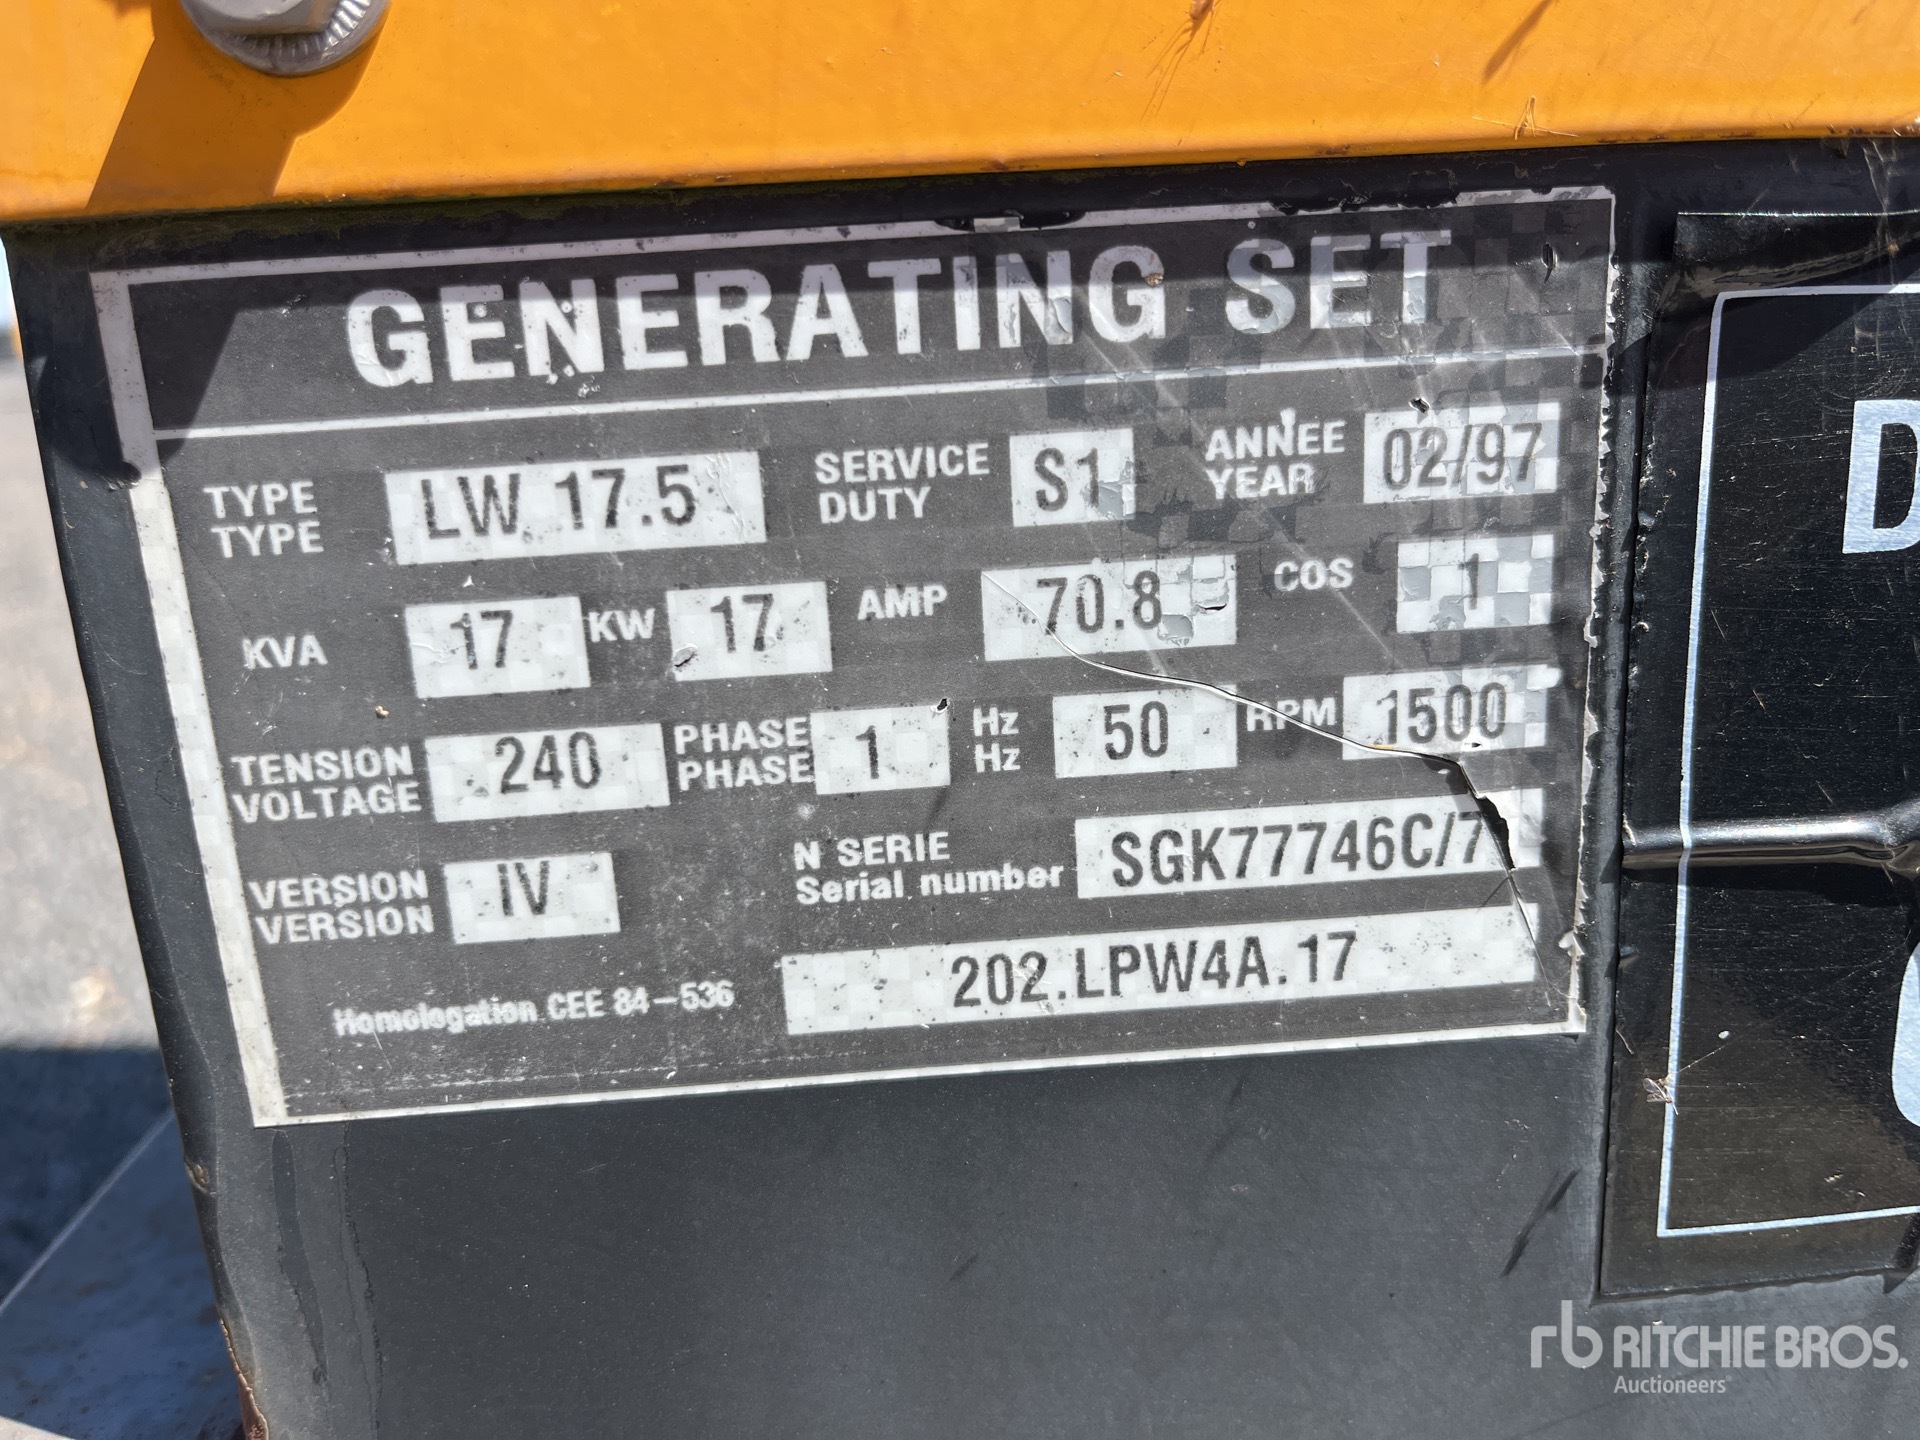 GENERATING SET
TYPE LW 17.5 SERVICE S1 ANNÉE 02/97
TYPE DUTY YEAR
KVA 17 KW 17 AMP 70.8 COS 1
TENSION 240 PHASE 1 Hz 50 RPM 1500
VOLTAGE PHASE Hz
VERSION IV N SERIE SGK77746C/7
VERSION Serial number
Homologation CEE 84-536 202.LPW4A.17
D
rb RITCHIE BROS.
Auctioneers